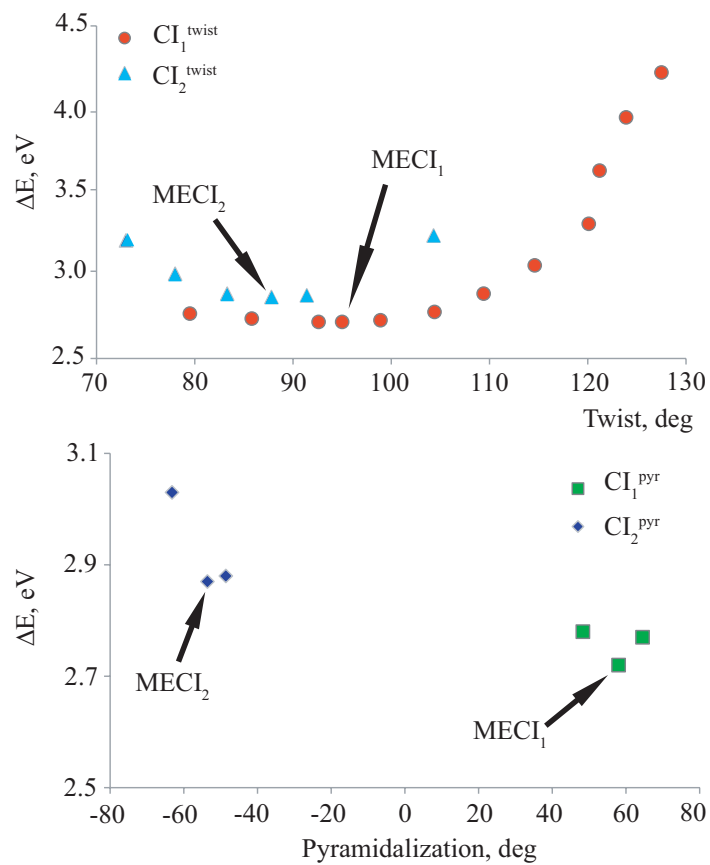 4.5
4.0
3.5
3.0
2.5
ΔE, eV
CI₁ᵗʷⁱˢᵗ
CI₂ᵗʷⁱˢᵗ
MECI₁
MECI₂
70 80 90 100 110 120 130
Twist, deg
3.1
2.9
2.7
2.5
ΔE, eV
CI₁ᵖʸʳ
CI₂ᵖʸʳ
MECI₂
MECI₁
-80 -60 -40 -20 0 20 40 60 80
Pyramidalization, deg